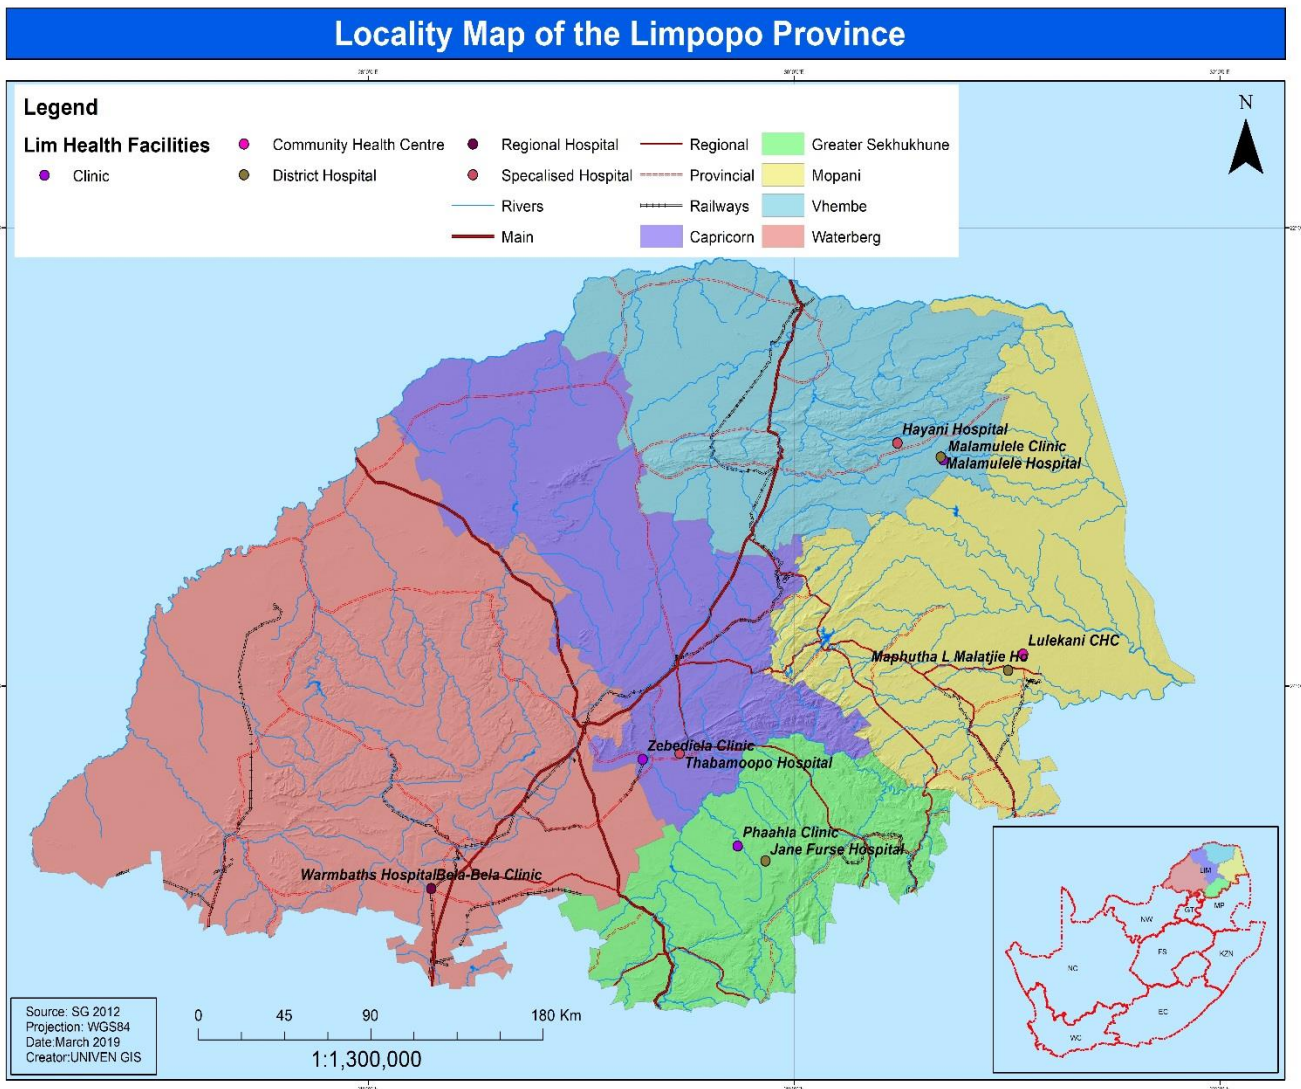 Locality Map of the Limpopo Province
Legend
Lim Health Facilities
Clinic
Community Health Centre
District Hospital
Regional Hospital
Specalised Hospital
Rivers
Main
Regional
Provincial
Railways
Capricorn
Greater Sekhukhune
Mopani
Vhembe
Waterberg
N
Hayani Hospital
Malamulele Clinic
Malamulele Hospital
Lulekani CHC
Maphutha L Malatjie Ho
Zebediela Clinic
Thabamoopo Hospital
Phaahla Clinic
Jane Furse Hospital
Warmbaths HospitalBela-Bela Clinic
LIM
NW
GT
MP
FS
KZN
NC
EC
WC
Source: SG 2012
Projection: WGS84
Date:March 2019
Creator:UNIVEN GIS
0 45 90 180 Km
1:1,300,000